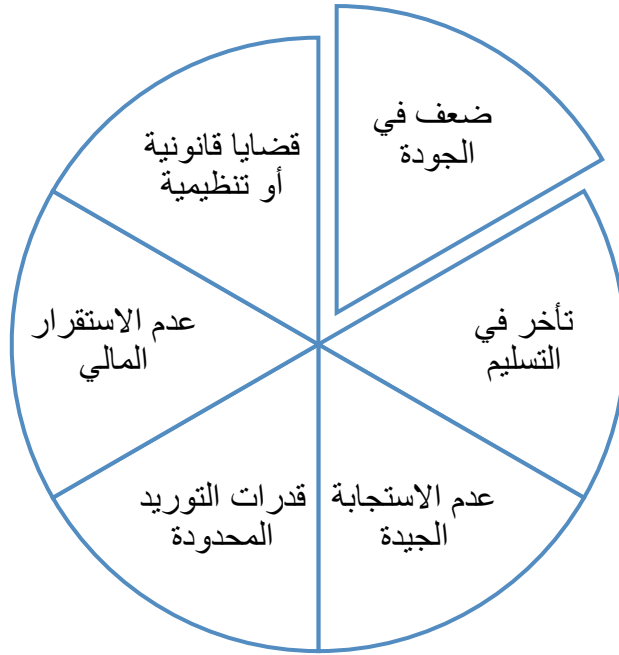 ضعف في
الجودة
تأخر في
التسليم
عدم الاستجابة
الجيدة
قدرات التوريد
المحدودة
عدم الاستقرار
المالي
قضايا قانونية
أو تنظيمية